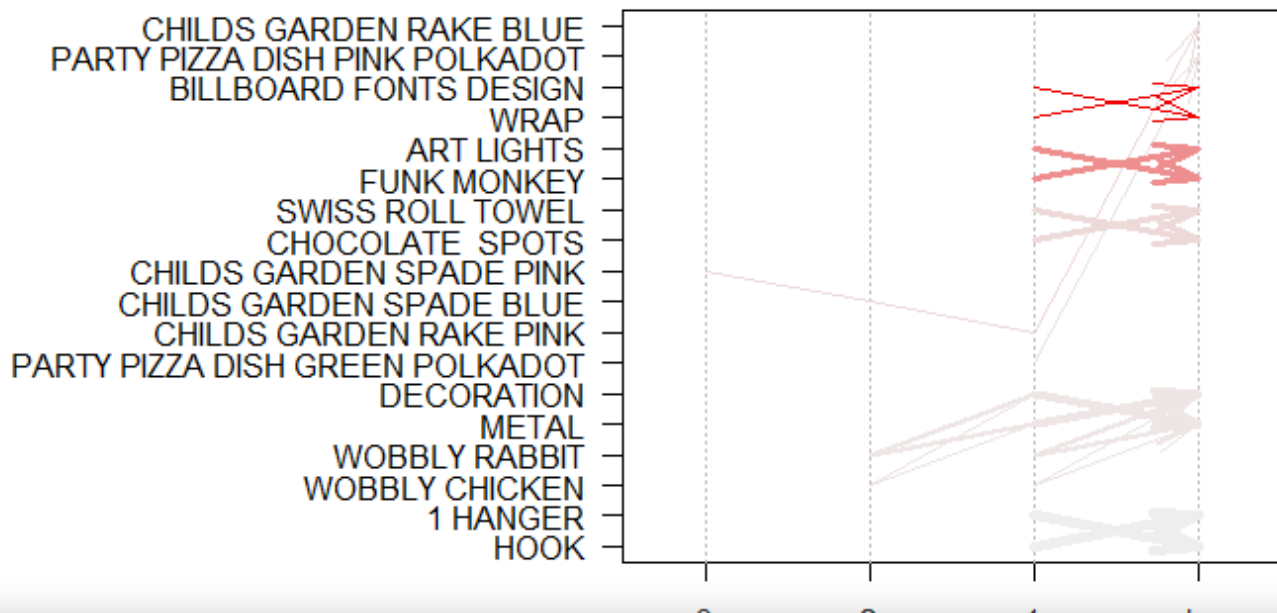 CHILDS GARDEN RAKE BLUE
PARTY PIZZA DISH PINK POLKADOT
BILLBOARD FONTS DESIGN
WRAP
ART LIGHTS
FUNK MONKEY
SWISS ROLL TOWEL
CHOCOLATE  SPOTS
CHILDS GARDEN SPADE PINK
CHILDS GARDEN SPADE BLUE
CHILDS GARDEN RAKE PINK
PARTY PIZZA DISH GREEN POLKADOT
DECORATION
METAL
WOBBLY RABBIT
WOBBLY CHICKEN
1 HANGER
HOOK